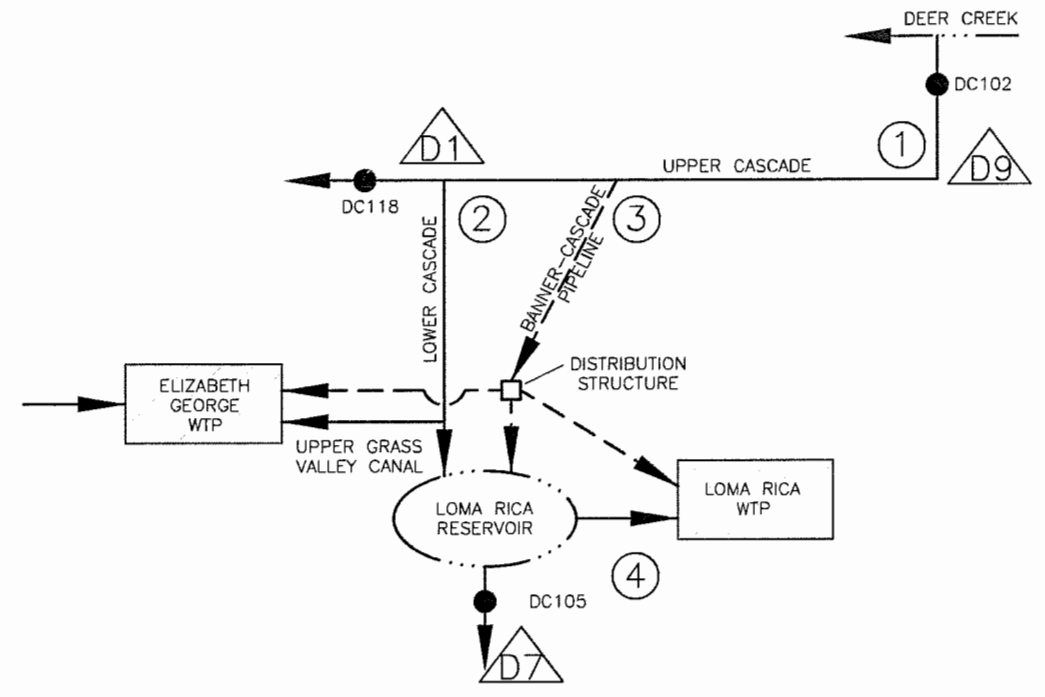 DEER CREEK
DC102
1
D9
D1
UPPER CASCADE
DC118
2
3
LOWER CASCADE
BANNER-CASCADE
PIPELINE
DISTRIBUTION
STRUCTURE
ELIZABETH
GEORGE
WTP
UPPER GRASS
VALLEY CANAL
LOMA RICA
RESERVOIR
LOMA RICA
WTP
4
DC105
D7